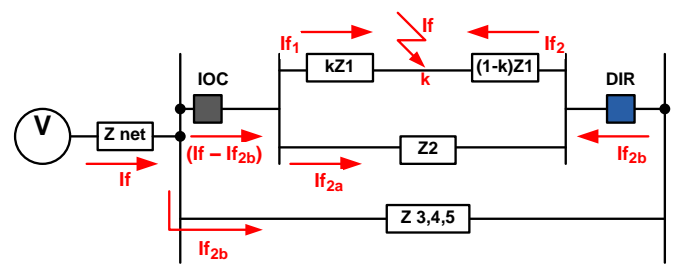 If
If₁
If₂
kZ1
k
(1-k)Z1
IOC
DIR
V
Z net
(If – If₂b)
Z2
If
If₂a
If₂b
Z 3,4,5
If₂b